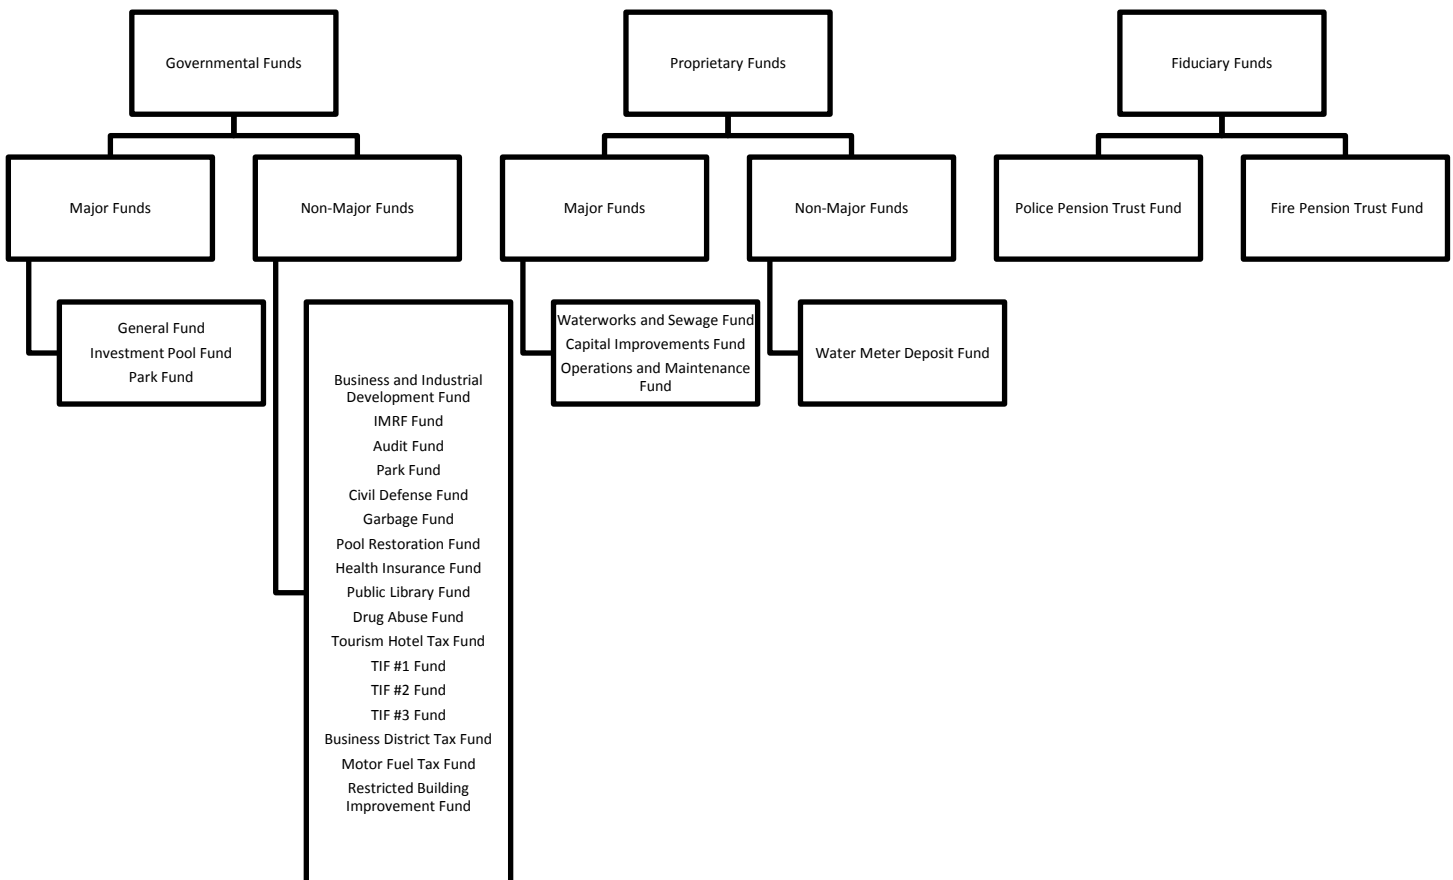 Governmental Funds
Proprietary Funds
Fiduciary Funds
Major Funds
Non-Major Funds
Major Funds
Non-Major Funds
Police Pension Trust Fund
Fire Pension Trust Fund
General Fund
Investment Pool Fund
Park Fund
Business and Industrial
Development Fund
IMRF Fund
Audit Fund
Park Fund
Civil Defense Fund
Garbage Fund
Pool Restoration Fund
Health Insurance Fund
Public Library Fund
Drug Abuse Fund
Tourism Hotel Tax Fund
TIF #1 Fund
TIF #2 Fund
TIF #3 Fund
Business District Tax Fund
Motor Fuel Tax Fund
Restricted Building
Improvement Fund
Waterworks and Sewage Fund
Capital Improvements Fund
Operations and Maintenance
Fund
Water Meter Deposit Fund